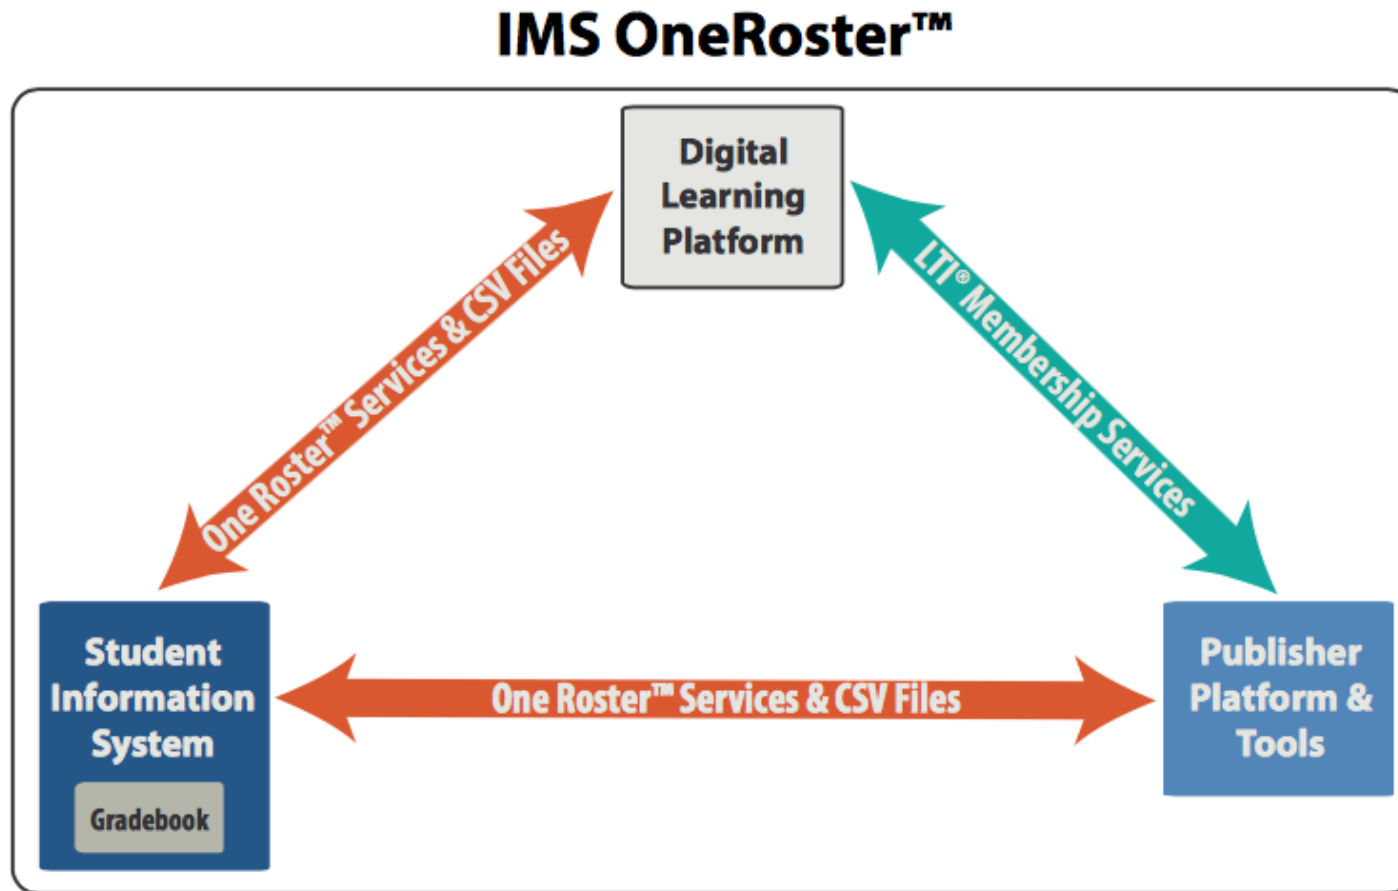 IMS OneRoster™
Digital
Learning
Platform
One Roster™ Services & CSV Files
LTI® Membership Services
Student
Information
System
Gradebook
One Roster™ Services & CSV Files
Publisher
Platform &
Tools